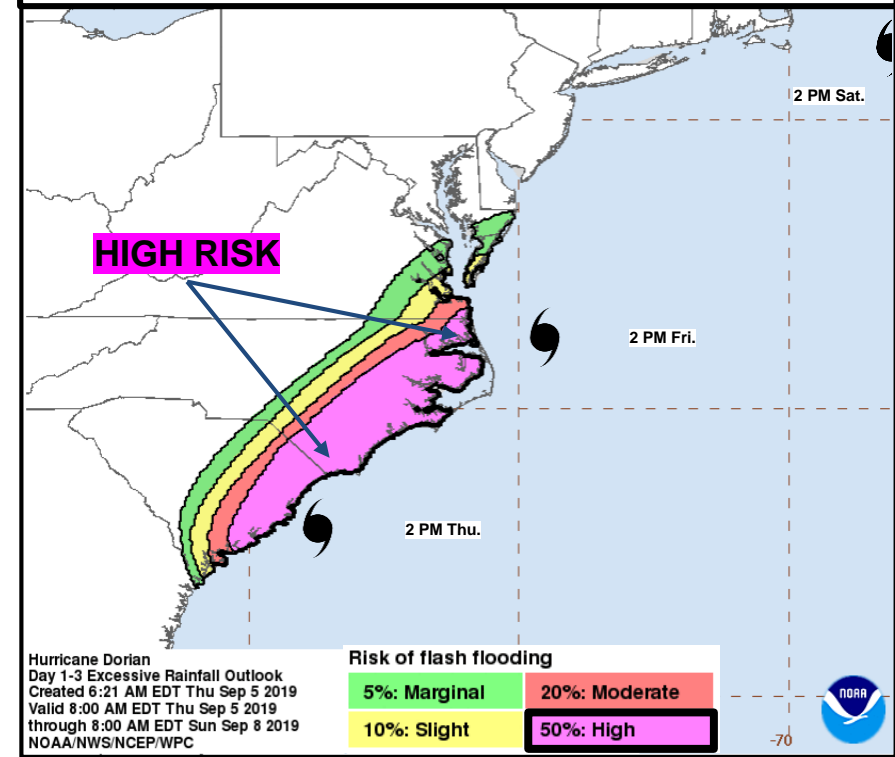 2 PM Sat.
HIGH RISK
2 PM Fri.
2 PM Thu.
Hurricane Dorian
Day 1-3 Excessive Rainfall Outlook
Created 6:21 AM EDT Thu Sep 5 2019
Valid 8:00 AM EDT Thu Sep 5 2019
through 8:00 AM EDT Sun Sep 8 2019
NOAA/NWS/NCEP/WPC
Risk of flash flooding
5%: Marginal
20%: Moderate
10%: Slight
50%: High
-70
NOAA